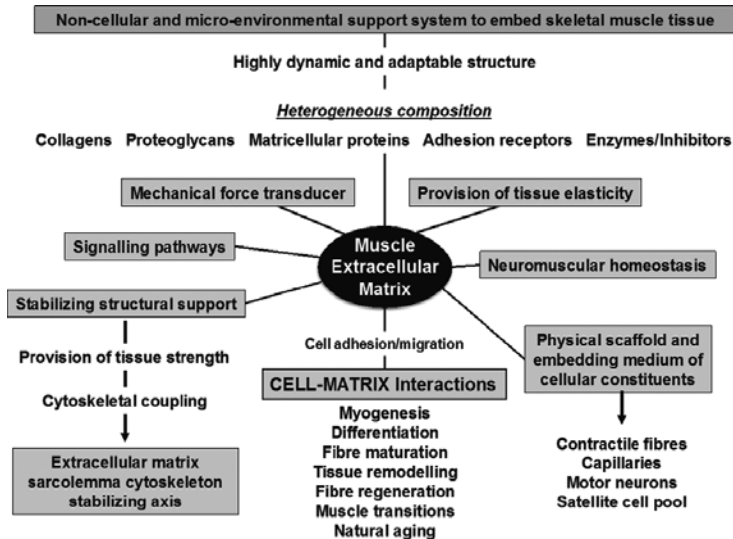 Non-cellular and micro-environmental support system to embed skeletal muscle tissue
Highly dynamic and adaptable structure
Heterogeneous composition
Collagens Proteoglycans Matricellular proteins Adhesion receptors Enzymes/Inhibitors
Mechanical force transducer
Provision of tissue elasticity
Signalling pathways
Muscle
Extracellular
Matrix
Neuromuscular homeostasis
Stabilizing structural support
Provision of tissue strength
Cytoskeletal coupling
Extracellular matrix
sarcolemma cytoskeleton
stabilizing axis
Cell adhesion/migration
CELL-MATRIX Interactions
Myogenesis
Differentiation
Fibre maturation
Tissue remodelling
Fibre regeneration
Muscle transitions
Natural aging
Physical scaffold and
embedding medium of
cellular constituents
Contractile fibres
Capillaries
Motor neurons
Satellite cell pool